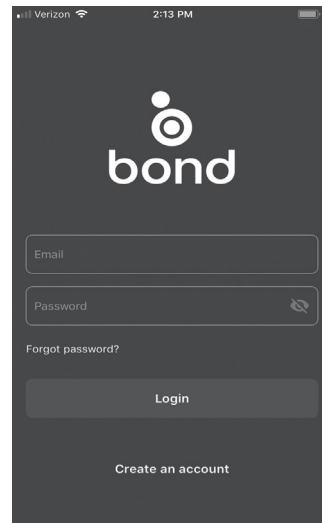 Verizon 2:13 PM
bond
Email
Password
Forgot password?
Login
Create an account